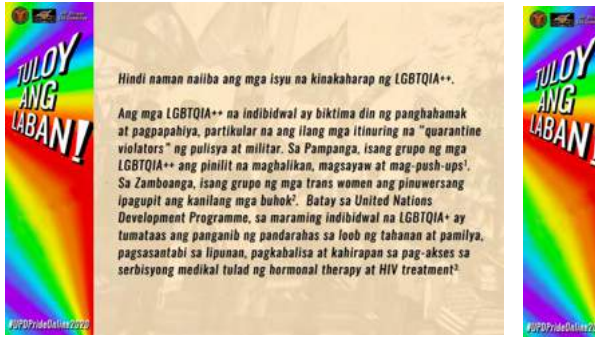 TULOY
ANG
LABAN!
#UPDPrideOnline2020
Hindi naman naiiba ang mga isyu na kinakaharap ng LGBTQIA++.
Ang mga LGBTQIA++ na indibidwal ay biktima din ng panghahamak
at pagpapahiya, partikular na ang ilang mga itinuring na "quarantine
violators" ng pulisya at militar. Sa Pampanga, isang grupo ng mga
LGBTQIA++ ang pinilit na maghalikan, magsayaw at mag-push-ups¹.
Sa Zamboanga, isang grupo ng mga trans women ang pinuwersang
ipagupit ang kanilang mga buhok². Batay sa United Nations
Development Programme, sa maraming indibidwal na LGBTQIA+ ay
tumataas ang panganib ng pandarahas sa loob ng tahanan at pamilya,
pagsasantabi sa lipunan, pagkabalisa at kahirapan sa pag-akses sa
serbisyong medikal tulad ng hormonal therapy at HIV treatment³.
TULOY
ANG
LABAN